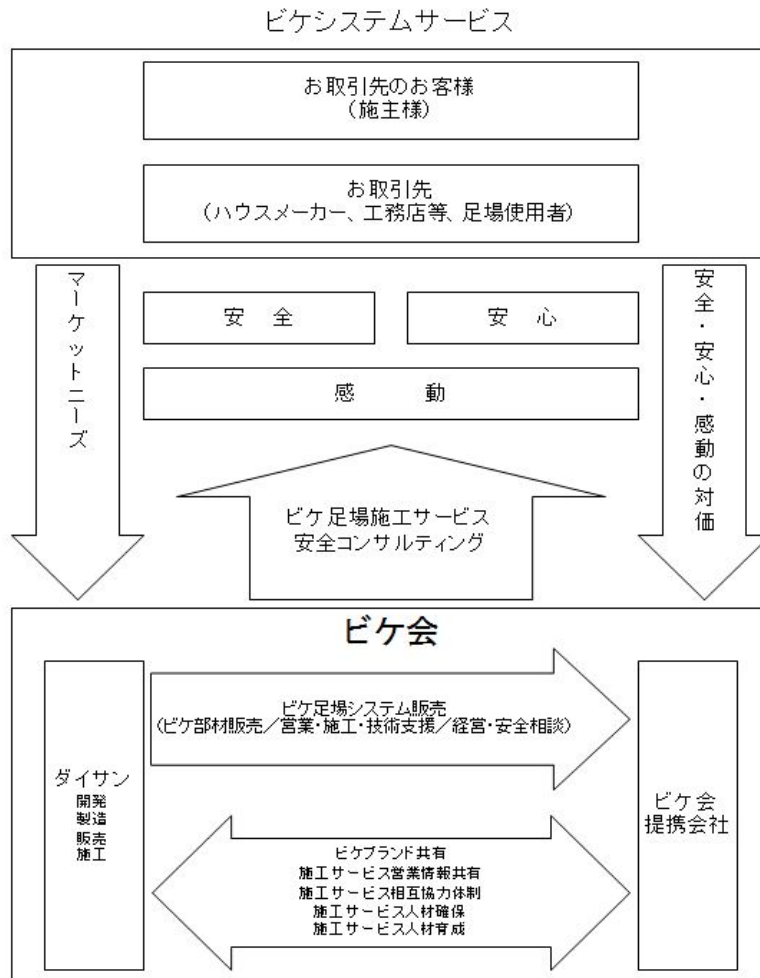 ビケシステムサービス
お取引先のお客様
(施主様)
お取引先
(ハウスメーカー、工務店等、足場使用者)
マーケットニーズ
安　全
安　心
感　動
安全・安心・感動の対価
ビケ足場施工サービス
安全コンサルティング
ビケ会
ダイサン
開発
製造
販売
施工
ビケ足場システム販売
(ビケ部材販売／営業・施工・技術支援／経営・安全相談)
ビケブランド共有
施工サービス営業情報共有
施工サービス相互協力体制
施工サービス人材確保
施工サービス人材育成
ビケ会
提携会社